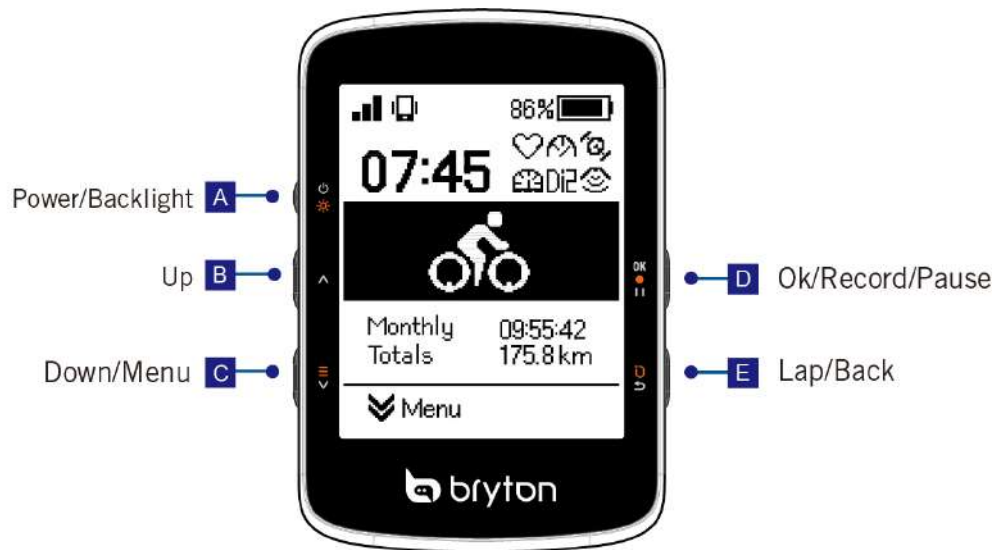 86%
07:45
Di2
Power/Backlight A
Up B
OK
D Ok/Record/Pause
Monthly 09:55:42
Totals 175.8 km
Down/Menu C
E Lap/Back
Menu
bryton